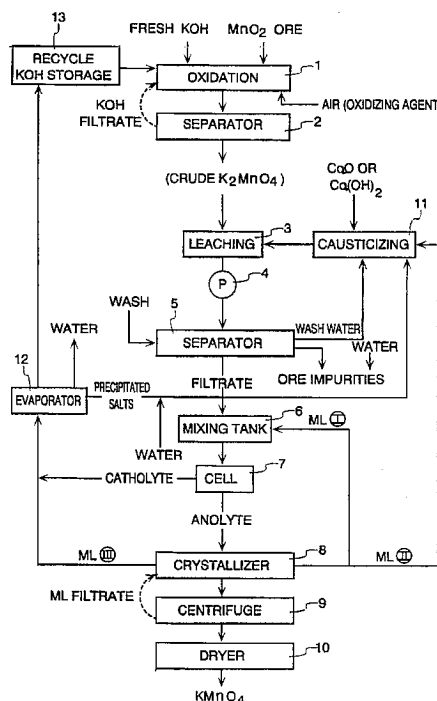 13
FRESH KOH
MnO2 ORE
RECYCLE
KOH STORAGE
OXIDATION
1
KOH
FILTRATE
AIR (OXIDIZING AGENT
SEPARATOR
2
(CRUDE K2MnO4)
CaO OR
Ca(OH)2
11
LEACHING
3
CAUSTICIZING
P
4
WASH
5
WASH WATER
WATER
SEPARATOR
WATER
12
FILTRATE
ORE IMPURITIES
EVAPORATOR
PRECIPITATED
SALTS
6
ML I
MIXING TANK
WATER
7
CATHOLYTE
CELL
ANOLYTE
ML III
CRYSTALLIZER
8
ML II
ML FILTRATE
CENTRIFUGE
9
DRYER
10
KMnO4